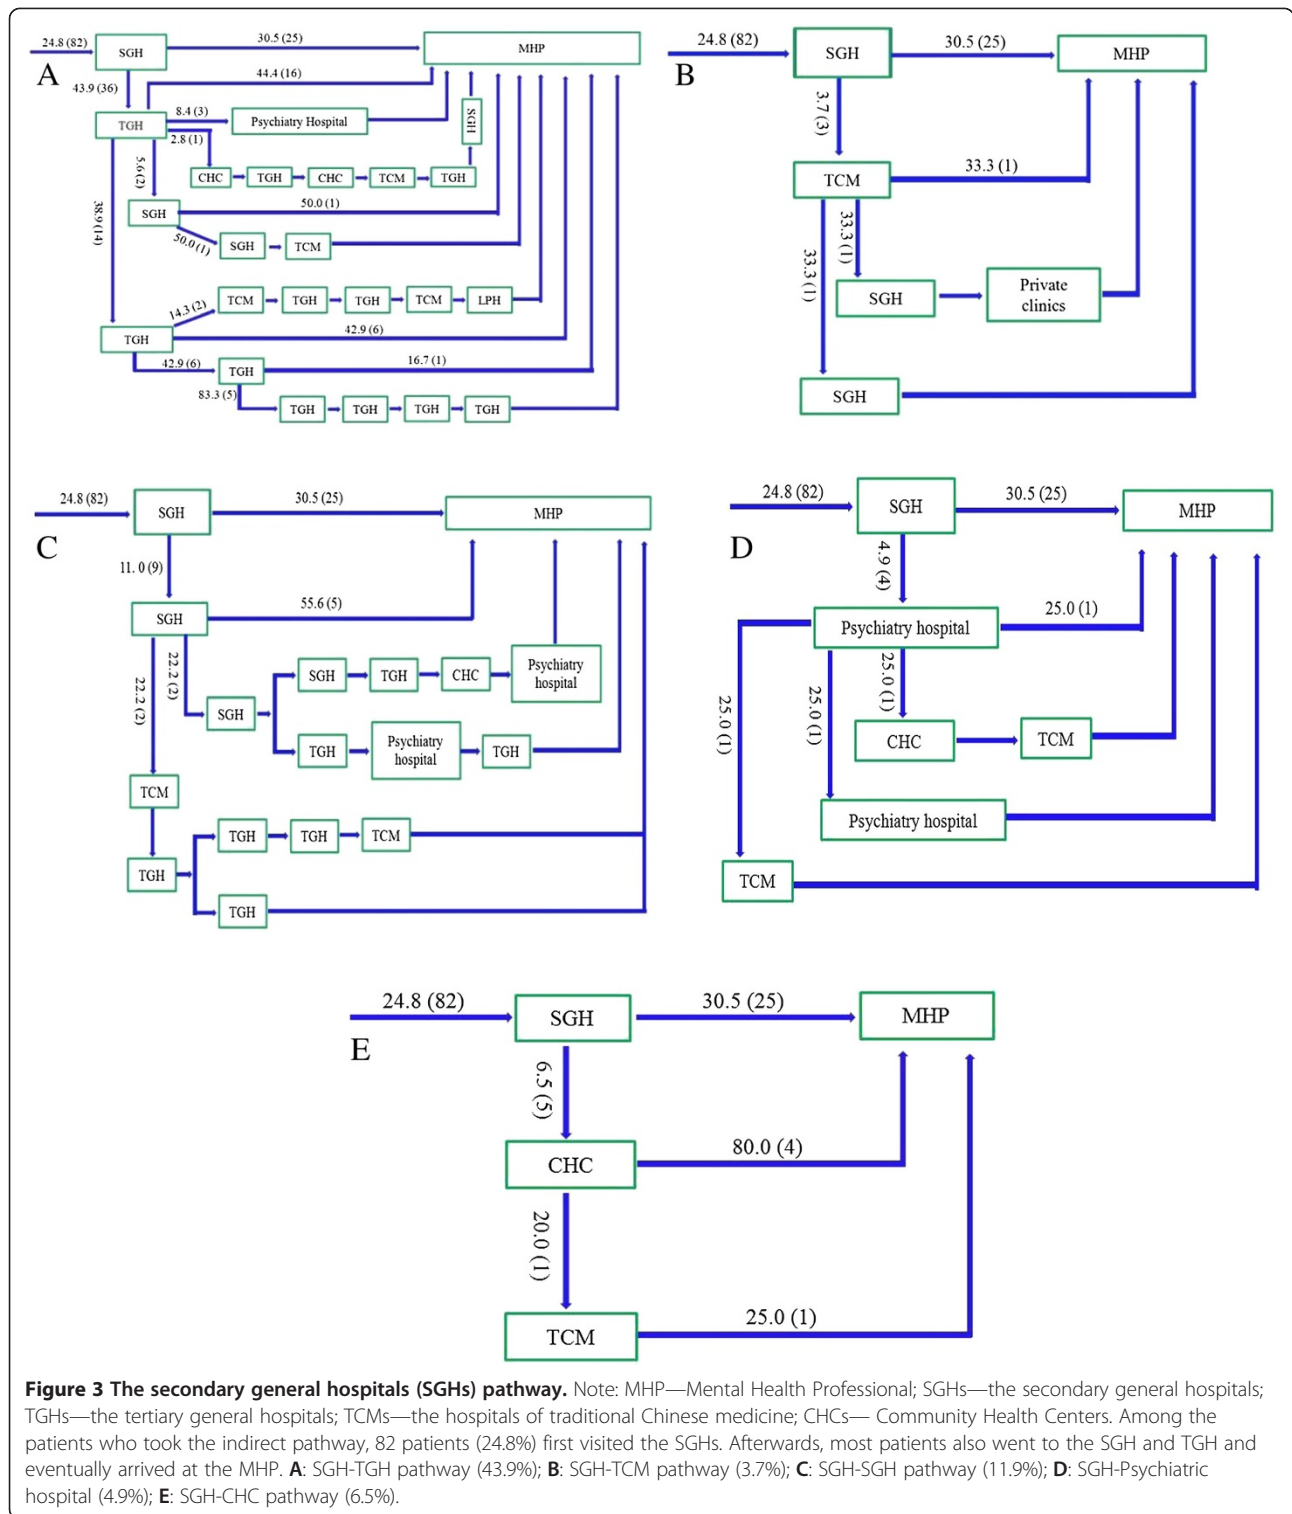 24.8 (82)
SGH
30.5 (25)
MHP
A
43.9 (36)
44.4 (16)
TGH
8.4 (3)
Psychiatry Hospital
SGH
2.8 (1)
CHC
TGH
CHC
TCM
TGH
5.6 (2)
38.9 (14)
SGH
50.0 (1)
50.0 (1)
SGH
TCM
14.3 (2)
TCM
TGH
TGH
TCM
LPH
TGH
42.9 (6)
42.9 (6)
TGH
16.7 (1)
83.3 (5)
TGH
TGH
TGH
TGH
24.8 (82)
SGH
30.5 (25)
MHP
B
3.7 (3)
TCM
33.3 (1)
33.3 (1)
33.3 (1)
SGH
Private
clinics
SGH
24.8 (82)
SGH
30.5 (25)
MHP
C
11. 0 (9)
SGH
55.6 (5)
22.2 (2)
22.2 (2)
SGH
SGH
TGH
CHC
Psychiatry
hospital
TGH
Psychiatry
hospital
TGH
TCM
TGH
TGH
TGH
TCM
TGH
24.8 (82)
SGH
30.5 (25)
MHP
D
4.9 (4)
Psychiatry hospital
25.0 (1)
25.0 (1)
25.0 (1)
25.0 (1)
CHC
TCM
Psychiatry hospital
TCM
24.8 (82)
SGH
30.5 (25)
MHP
E
6.5 (5)
CHC
80.0 (4)
20.0 (1)
TCM
25.0 (1)
Figure 3 The secondary general hospitals (SGHs) pathway. Note: MHP—Mental Health Professional; SGHs—the secondary general hospitals;
TGHs—the tertiary general hospitals; TCMs—the hospitals of traditional Chinese medicine; CHCs— Community Health Centers. Among the
patients who took the indirect pathway, 82 patients (24.8%) first visited the SGHs. Afterwards, most patients also went to the SGH and TGH and
eventually arrived at the MHP. A: SGH-TGH pathway (43.9%); B: SGH-TCM pathway (3.7%); C: SGH-SGH pathway (11.9%); D: SGH-Psychiatric
hospital (4.9%); E: SGH-CHC pathway (6.5%).